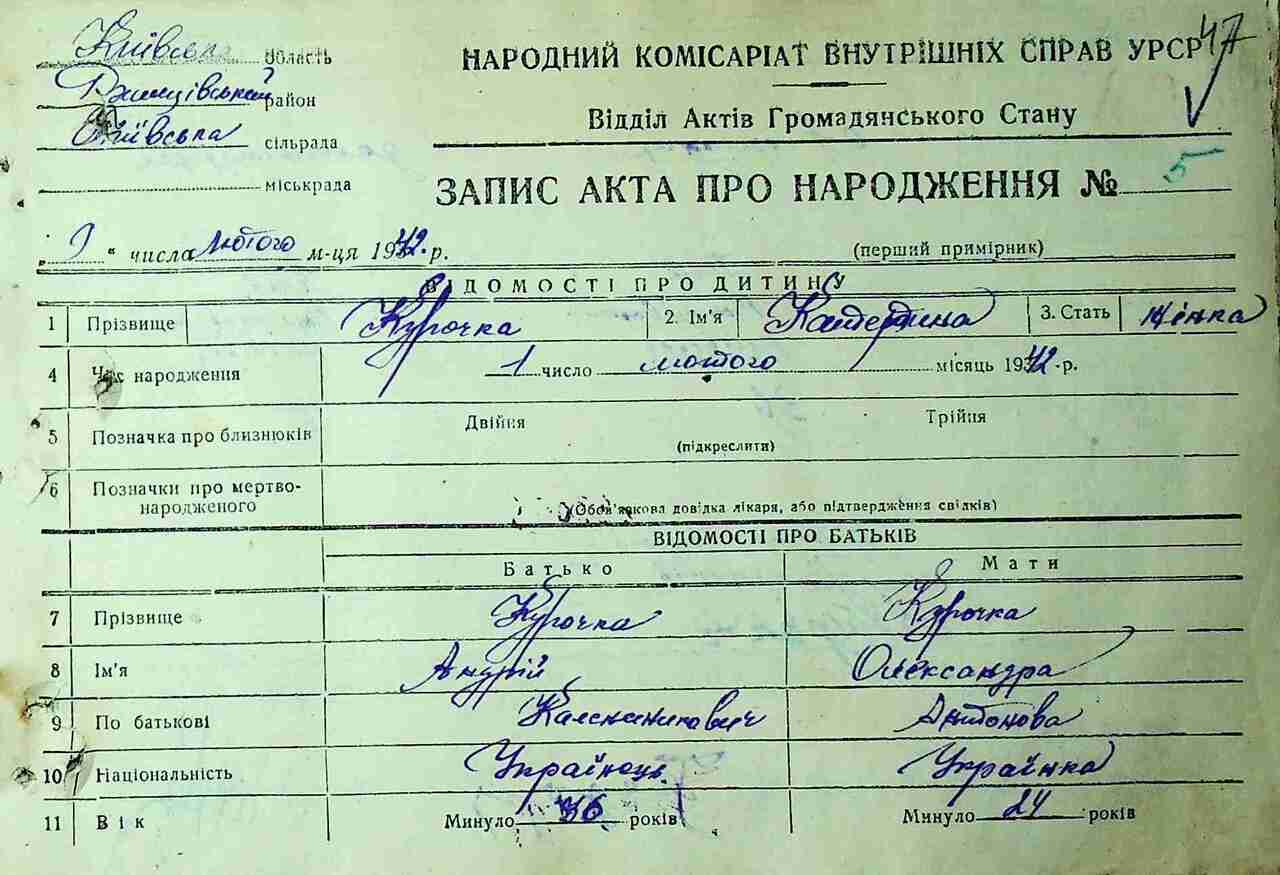 Київська область
НАРОДНИЙ КОМІСАРІАТ ВНУТРІШНІХ СПРАВ УРСР
47
район
Відділ Актів Громадянського Стану
сільрада
міськрада
ЗАПИС АКТА ПРО НАРОДЖЕННЯ № 5
„ 9 " числа лютого м-ця 1942 р.
(перший примірник)
ВІДОМОСТІ ПРО ДИТИНУ
1 Прізвище Курочка 2. Ім'я Катерина 3. Стать жінка
4 Час народження 1 число лютого місяць 1942 р.
5 Позначка про близнюків Двійня Трійня
(підкреслити)
6 Позначки про мертво-
народженого (Обов'язкова довідка лікаря, або підтвердження свідків)
ВІДОМОСТІ ПРО БАТЬКІВ
Батько Мати
7 Прізвище Курочка Курочка
8 Ім'я Андрій Олександра
9 По батькові Каленикович Антонова
10 Національність Українець Українка
11 Вік Минуло 36 років Минуло 24 років